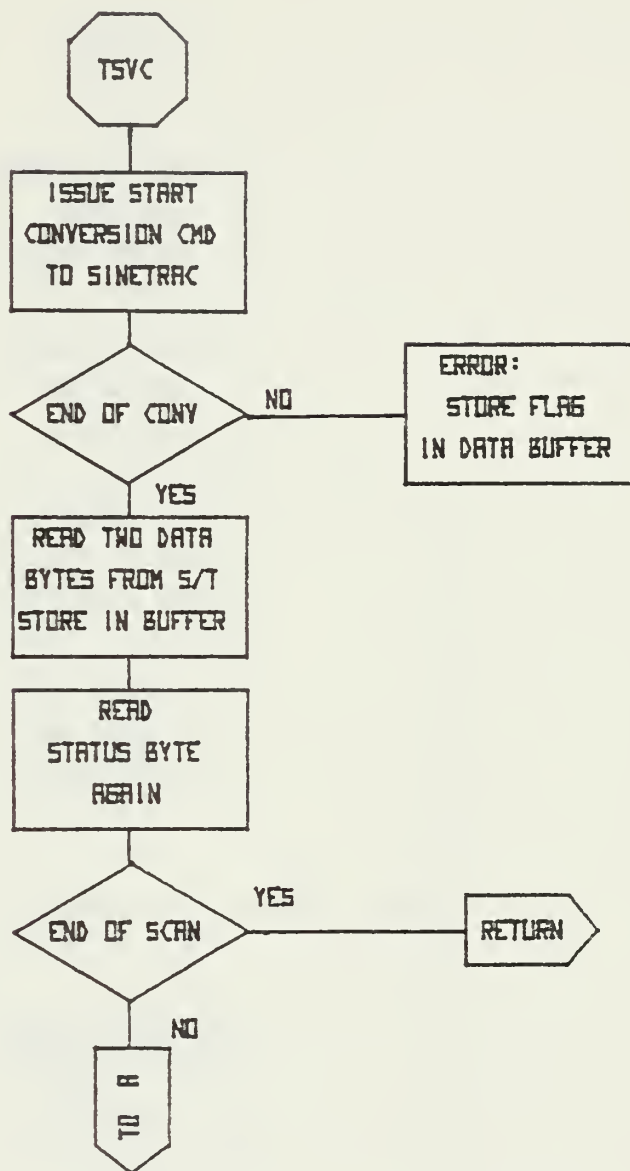 TSVC
ISSUE START
CONVERSION CMD
TO SINETRAC
END OF CONV
NO
ERROR:
STORE FLAG
IN DATA BUFFER
YES
READ TWO DATA
BYTES FROM S/T
STORE IN BUFFER
READ
STATUS BYTE
AGAIN
END OF SCAN
YES
RETURN
NO
TO A